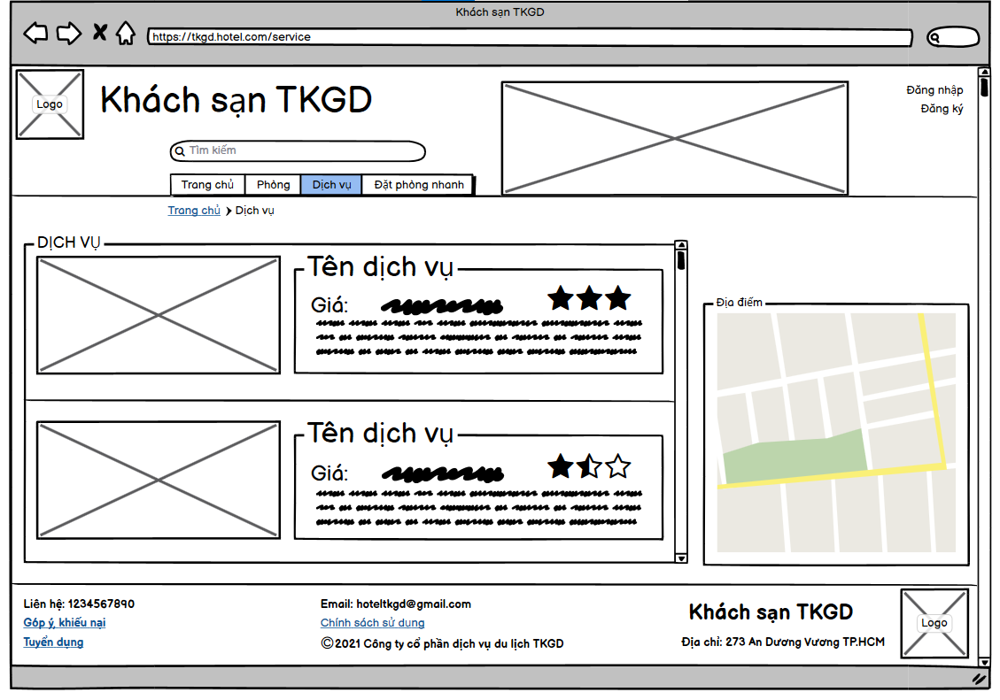 Khách sạn TKGD
https://tkgd.hotel.com/service
Logo
Khách sạn TKGD
Đăng nhập
Đăng ký
Tìm kiếm
Trang chủ Phòng Dịch vụ Đặt phòng nhanh
Trang chủ Dịch vụ
DỊCH VỤ
Tên dịch vụ
Giá:
Tên dịch vụ
Giá:
Địa điểm
Liên hệ: 1234567890
Góp ý, khiếu nại
Tuyển dụng
Email: hoteltkgd@gmail.com
Chính sách sử dụng
©2021 Công ty cổ phần dịch vụ du lịch TKGD
Khách sạn TKGD
Địa chỉ: 273 An Dương Vương TP.HCM
Logo